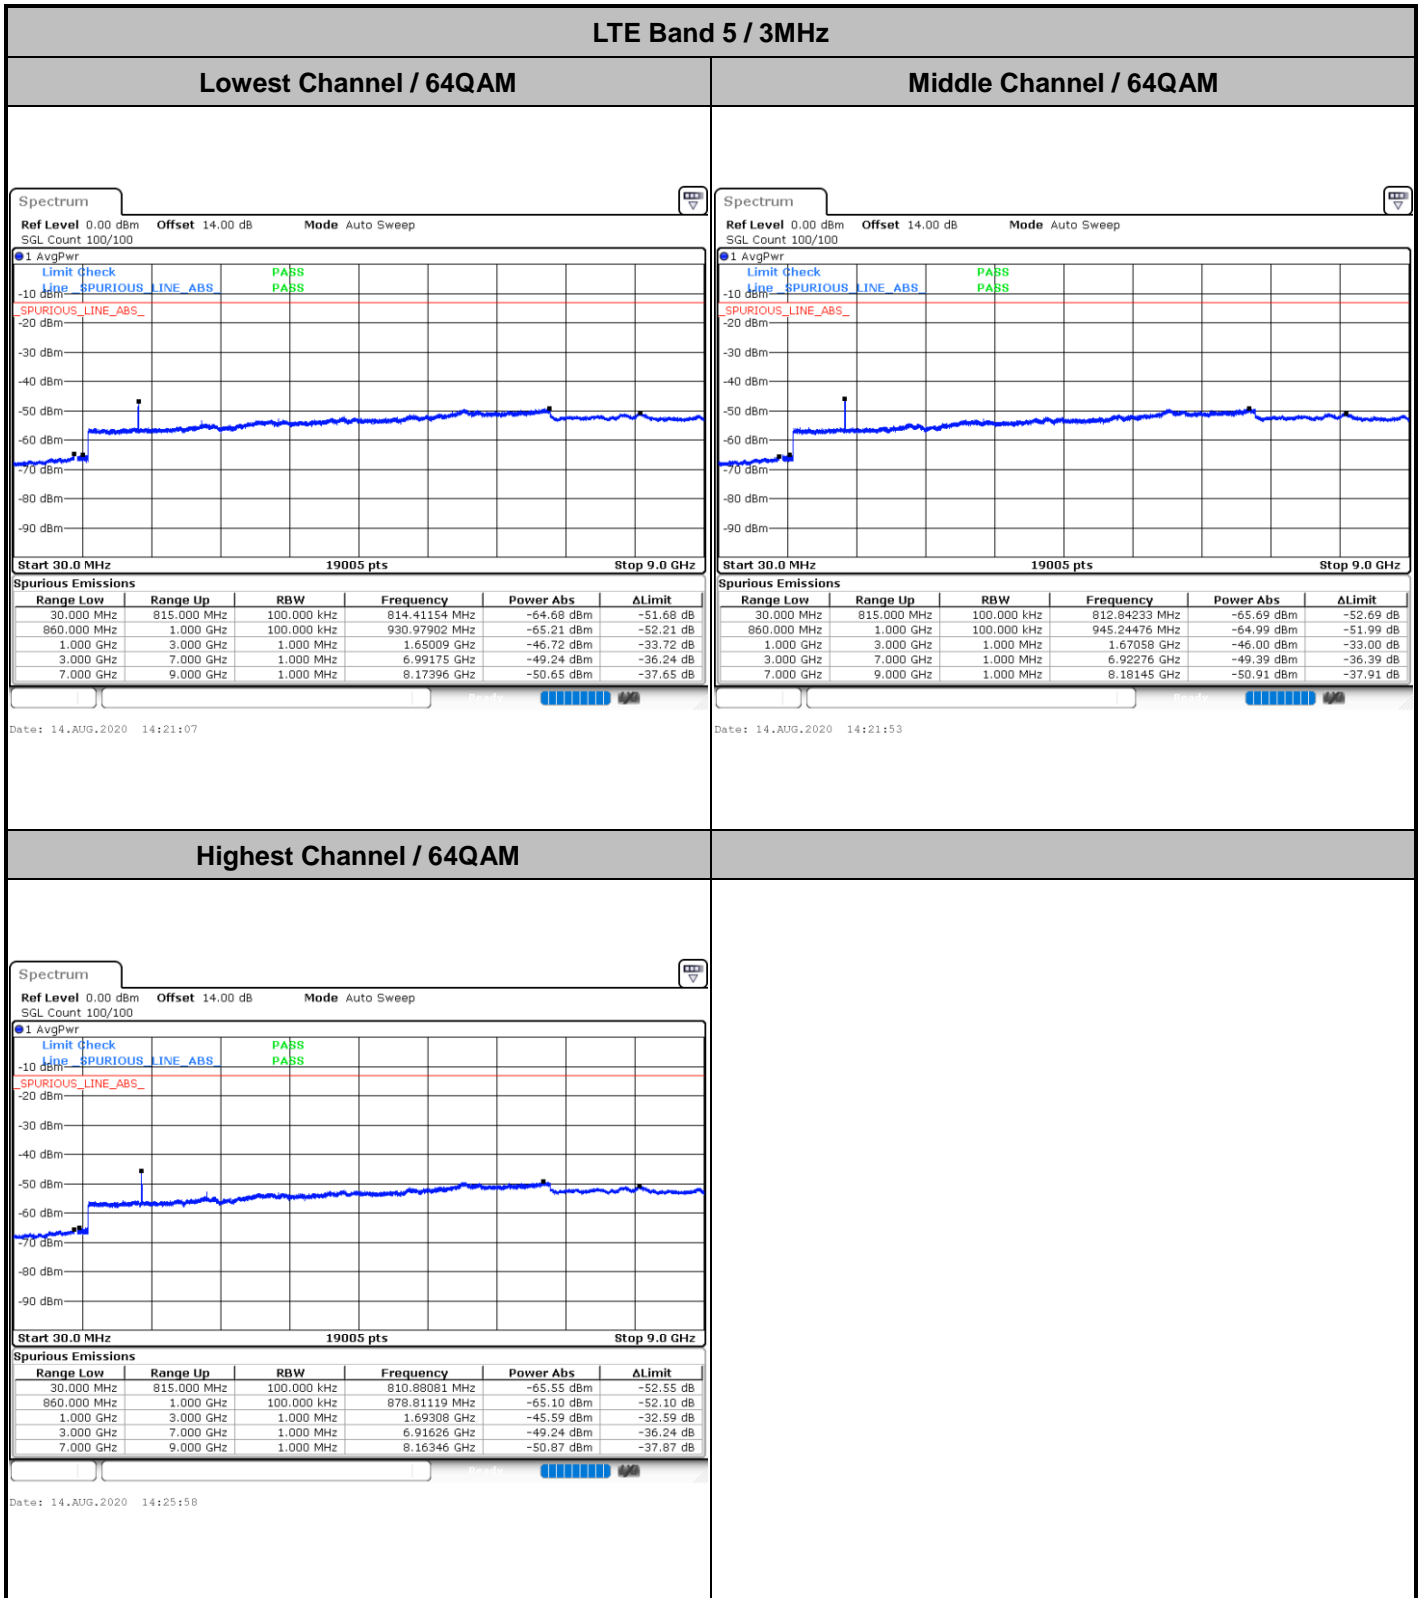 LTE Band 5 / 3MHz
Lowest Channel / 64QAM
Middle Channel / 64QAM
Spectrum
Ref Level 0.00 dBm Offset 14.00 dB Mode Auto Sweep
SGL Count 100/100
1 AvgPwr
Limit Check PASS
Line _SPURIOUS_LINE_ABS_ PASS
-10 dBm
_SPURIOUS_LINE_ABS_
-20 dBm
-30 dBm
-40 dBm
-50 dBm
-60 dBm
-70 dBm
-80 dBm
-90 dBm
Start 30.0 MHz 19005 pts Stop 9.0 GHz
Spurious Emissions
Range Low Range Up RBW Frequency Power Abs ΔLimit
30.000 MHz 815.000 MHz 100.000 kHz 814.41154 MHz -64.68 dBm -51.68 dB
860.000 MHz 1.000 GHz 100.000 kHz 930.97902 MHz -65.21 dBm -52.21 dB
1.000 GHz 3.000 GHz 1.000 MHz 1.65009 GHz -46.72 dBm -33.72 dB
3.000 GHz 7.000 GHz 1.000 MHz 6.99175 GHz -49.24 dBm -36.24 dB
7.000 GHz 9.000 GHz 1.000 MHz 8.17396 GHz -50.65 dBm -37.65 dB
Date: 14.AUG.2020 14:21:07
Spectrum
Ref Level 0.00 dBm Offset 14.00 dB Mode Auto Sweep
SGL Count 100/100
1 AvgPwr
Limit Check PASS
Line _SPURIOUS_LINE_ABS_ PASS
-10 dBm
_SPURIOUS_LINE_ABS_
-20 dBm
-30 dBm
-40 dBm
-50 dBm
-60 dBm
-70 dBm
-80 dBm
-90 dBm
Start 30.0 MHz 19005 pts Stop 9.0 GHz
Spurious Emissions
Range Low Range Up RBW Frequency Power Abs ΔLimit
30.000 MHz 815.000 MHz 100.000 kHz 812.84233 MHz -65.69 dBm -52.69 dB
860.000 MHz 1.000 GHz 100.000 kHz 945.24476 MHz -64.99 dBm -51.99 dB
1.000 GHz 3.000 GHz 1.000 MHz 1.67058 GHz -46.00 dBm -33.00 dB
3.000 GHz 7.000 GHz 1.000 MHz 6.92276 GHz -49.39 dBm -36.39 dB
7.000 GHz 9.000 GHz 1.000 MHz 8.18145 GHz -50.91 dBm -37.91 dB
Date: 14.AUG.2020 14:21:53
Highest Channel / 64QAM
Spectrum
Ref Level 0.00 dBm Offset 14.00 dB Mode Auto Sweep
SGL Count 100/100
1 AvgPwr
Limit Check PASS
Line _SPURIOUS_LINE_ABS_ PASS
-10 dBm
_SPURIOUS_LINE_ABS_
-20 dBm
-30 dBm
-40 dBm
-50 dBm
-60 dBm
-70 dBm
-80 dBm
-90 dBm
Start 30.0 MHz 19005 pts Stop 9.0 GHz
Spurious Emissions
Range Low Range Up RBW Frequency Power Abs ΔLimit
30.000 MHz 815.000 MHz 100.000 kHz 810.88081 MHz -65.55 dBm -52.55 dB
860.000 MHz 1.000 GHz 100.000 kHz 878.81119 MHz -65.10 dBm -52.10 dB
1.000 GHz 3.000 GHz 1.000 MHz 1.69308 GHz -45.59 dBm -32.59 dB
3.000 GHz 7.000 GHz 1.000 MHz 6.91626 GHz -49.24 dBm -36.24 dB
7.000 GHz 9.000 GHz 1.000 MHz 8.16346 GHz -50.87 dBm -37.87 dB
Date: 14.AUG.2020 14:25:58